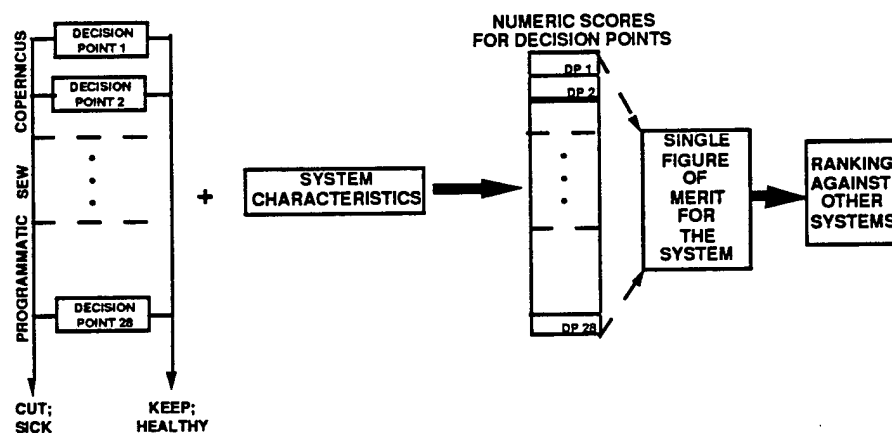 COPERNICUS
SEW
PROGRAMMATIC
DECISION
POINT 1
DECISION
POINT 2
DECISION
POINT 28
CUT;
SICK
KEEP;
HEALTHY
+
SYSTEM
CHARACTERISTICS
NUMERIC SCORES
FOR DECISION POINTS
DP 1
DP 2
DP 28
SINGLE
FIGURE
OF
MERIT
FOR
THE
SYSTEM
RANKING
AGAINST
OTHER
SYSTEMS